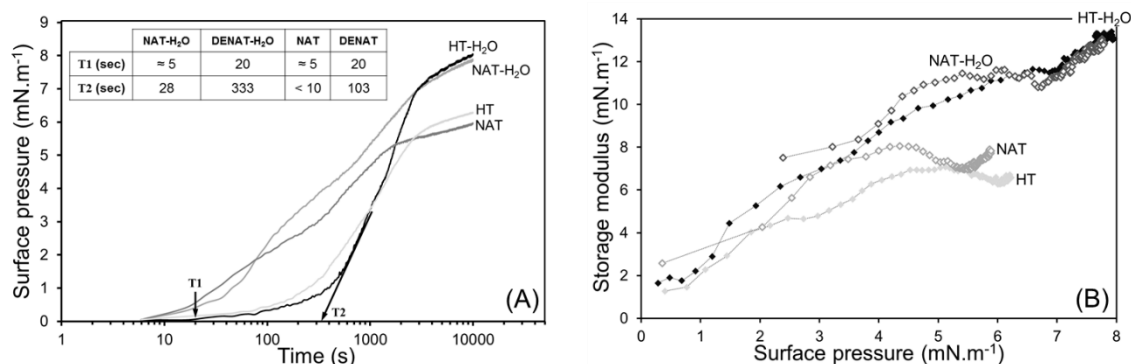 NAT-H₂O DENAT-H₂O NAT DENAT
T1 (sec) ≈ 5 20 ≈ 5 20
T2 (sec) 28 333 < 10 103
HT-H₂O
NAT-H₂O
HT
NAT
T1
T2
(A)
Surface pressure (mN.m⁻¹)
9
8
7
6
5
4
3
2
1
0
1 10 100 1000 10000
Time (s)
HT-H₂O
NAT-H₂O
NAT
HT
(B)
Storage modulus (mN.m⁻¹)
14
12
10
8
6
4
2
0
0 1 2 3 4 5 6 7 8
Surface pressure (mN.m⁻¹)